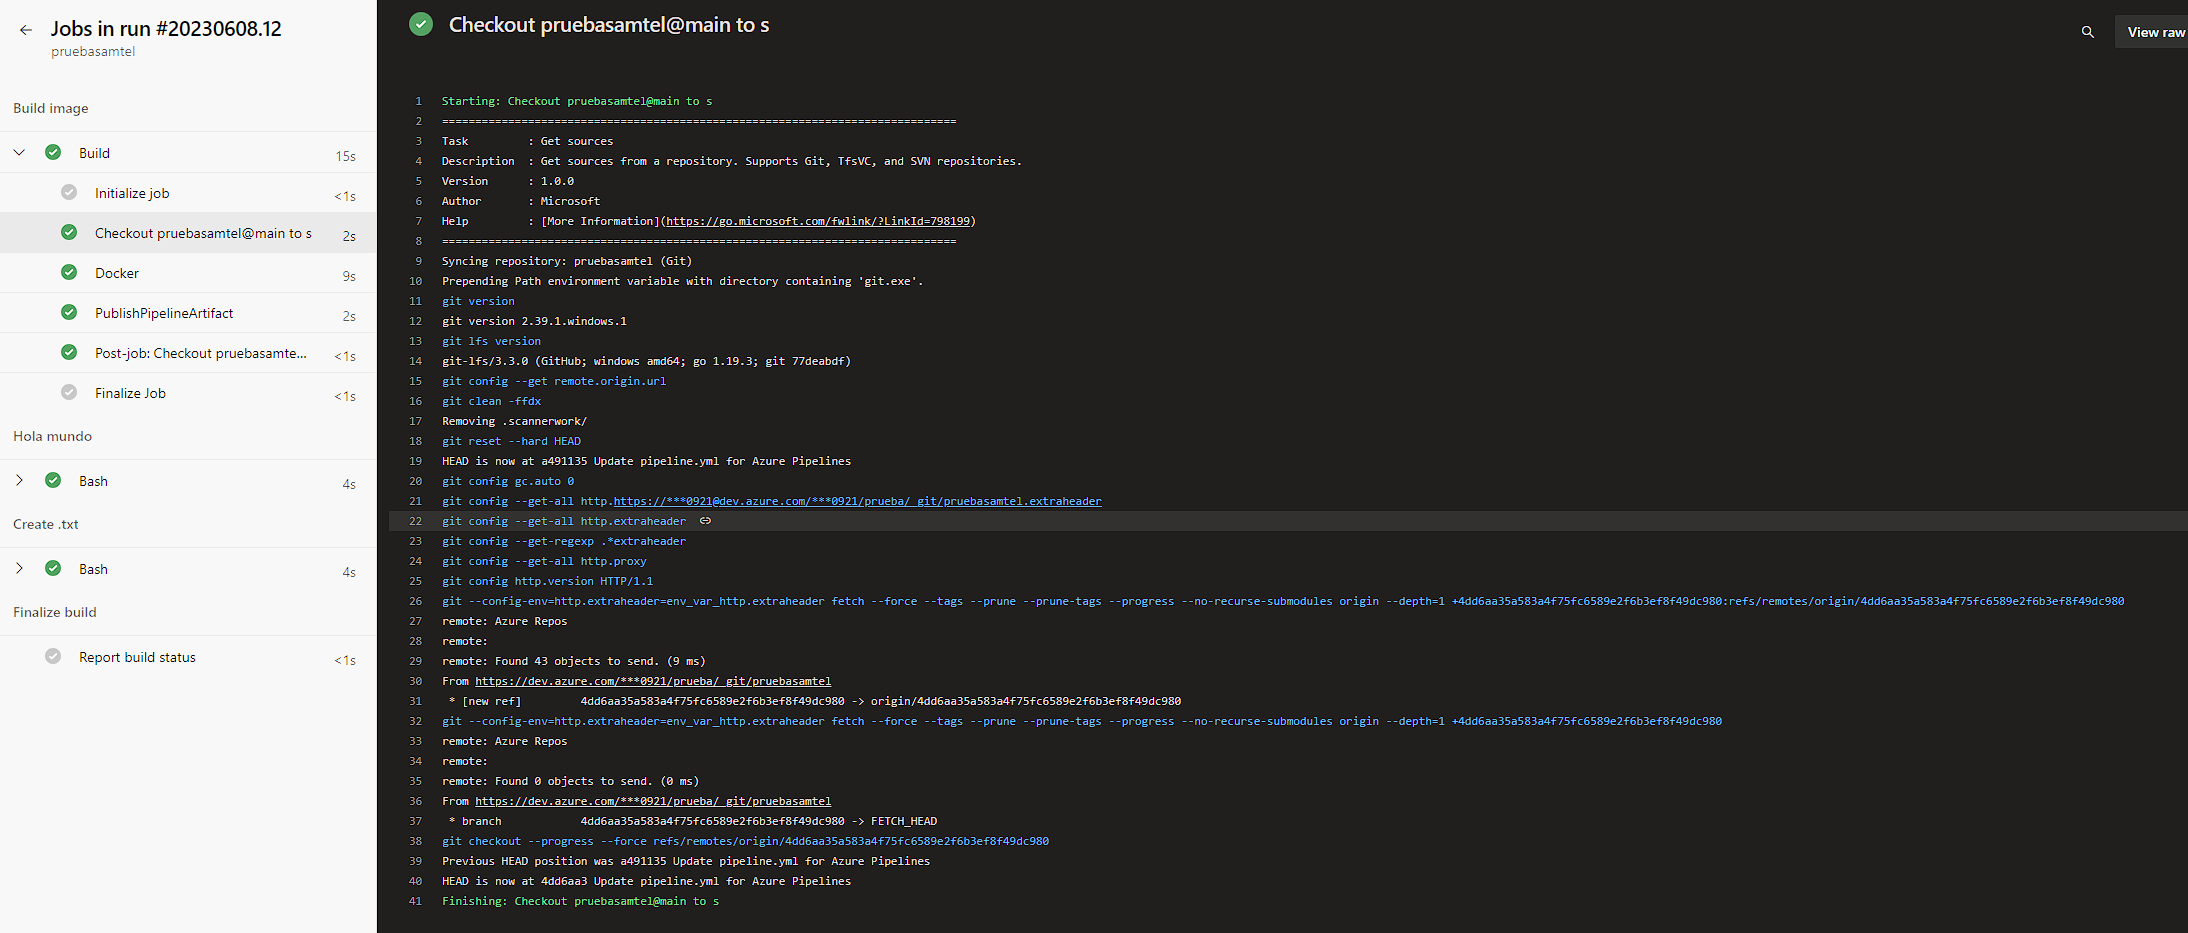 Jobs in run #20230608.12
pruebasamtel
Build image
Build 15s
Initialize job <1s
Checkout pruebasamtel@main to s 2s
Docker 9s
PublishPipelineArtifact 2s
Post-job: Checkout pruebasamte... <1s
Finalize Job <1s
Hola mundo
Bash 4s
Create .txt
Bash 4s
Finalize build
Report build status <1s
Checkout pruebasamtel@main to s
View raw
1 Starting: Checkout pruebasamtel@main to s
2 ==============================================================================
3 Task         : Get sources
4 Description  : Get sources from a repository. Supports Git, TfsVC, and SVN repositories.
5 Version      : 1.0.0
6 Author       : Microsoft
7 Help         : [More Information](https://go.microsoft.com/fwlink/?LinkId=798199)
8 ==============================================================================
9 Syncing repository: pruebasamtel (Git)
10 Prepending Path environment variable with directory containing 'git.exe'.
11 git version
12 git version 2.39.1.windows.1
13 git lfs version
14 git-lfs/3.3.0 (GitHub; windows amd64; go 1.19.3; git 77deabdf)
15 git config --get remote.origin.url
16 git clean -ffdx
17 Removing .scannerwork/
18 git reset --hard HEAD
19 HEAD is now at a491135 Update pipeline.yml for Azure Pipelines
20 git config gc.auto 0
21 git config --get-all http.https://***0921@dev.azure.com/***0921/prueba/_git/pruebasamtel.extraheader
22 git config --get-all http.extraheader
23 git config --get-regexp .*extraheader
24 git config --get-all http.proxy
25 git config http.version HTTP/1.1
26 git --config-env=http.extraheader=env_var_http.extraheader fetch --force --tags --prune --prune-tags --progress --no-recurse-submodules origin --depth=1 +4dd6aa35a583a4f75fc6589e2f6b3ef8f49dc980:refs/remotes/origin/4dd6aa35a583a4f75fc6589e2f6b3ef8f49dc980
27 remote: Azure Repos
28 remote:
29 remote: Found 43 objects to send. (9 ms)
30 From https://dev.azure.com/***0921/prueba/_git/pruebasamtel
31  * [new ref]         4dd6aa35a583a4f75fc6589e2f6b3ef8f49dc980 -> origin/4dd6aa35a583a4f75fc6589e2f6b3ef8f49dc980
32 git --config-env=http.extraheader=env_var_http.extraheader fetch --force --tags --prune --prune-tags --progress --no-recurse-submodules origin --depth=1 +4dd6aa35a583a4f75fc6589e2f6b3ef8f49dc980
33 remote: Azure Repos
34 remote:
35 remote: Found 0 objects to send. (0 ms)
36 From https://dev.azure.com/***0921/prueba/_git/pruebasamtel
37  * branch            4dd6aa35a583a4f75fc6589e2f6b3ef8f49dc980 -> FETCH_HEAD
38 git checkout --progress --force refs/remotes/origin/4dd6aa35a583a4f75fc6589e2f6b3ef8f49dc980
39 Previous HEAD position was a491135 Update pipeline.yml for Azure Pipelines
40 HEAD is now at 4dd6aa3 Update pipeline.yml for Azure Pipelines
41 Finishing: Checkout pruebasamtel@main to s